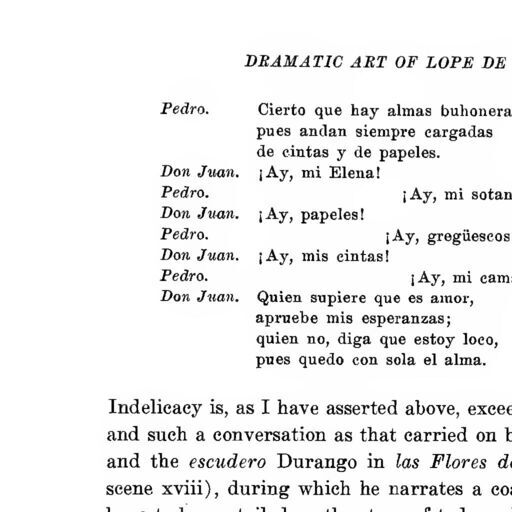 DRAMATIC ART OF LOPE DE
Pedro. Cierto que hay almas buhonera
pues andan siempre cargadas
de cintas y de papeles.
Don Juan. ¡Ay, mi Elena!
Pedro. ¡Ay, mi sotan
Don Juan. ¡Ay, papeles!
Pedro. ¡Ay, gregüescos
Don Juan. ¡Ay, mis cintas!
Pedro. ¡Ay, mi cam
Don Juan. Quien supiere que es amor,
apruebe mis esperanzas;
quien no, diga que estoy loco,
pues quedo con sola el alma.
Indelicacy is, as I have asserted above, excee
and such a conversation as that carried on b
and the escudero Durango in las Flores d
scene xviii), during which he narrates a coa